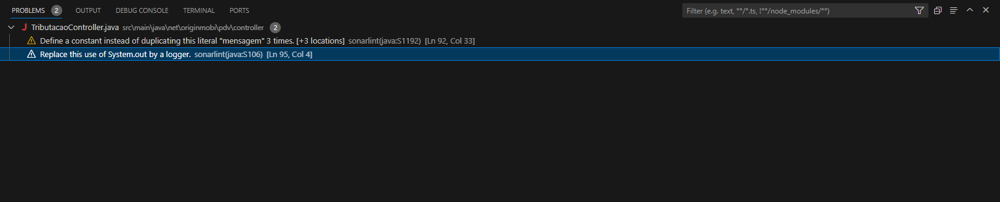 PROBLEMS 2 OUTPUT DEBUG CONSOLE TERMINAL PORTS Filter (e.g. text, **/*.ts, !**/node_modules/**)
J TributacaoController.java src\main\java\net\originmobi\pdv\controller 2
Define a constant instead of duplicating this literal "mensagem" 3 times. [+3 locations] sonarlint(java:S1192) [Ln 92, Col 33]
Replace this use of System.out by a logger. sonarlint(java:S106) [Ln 95, Col 4]